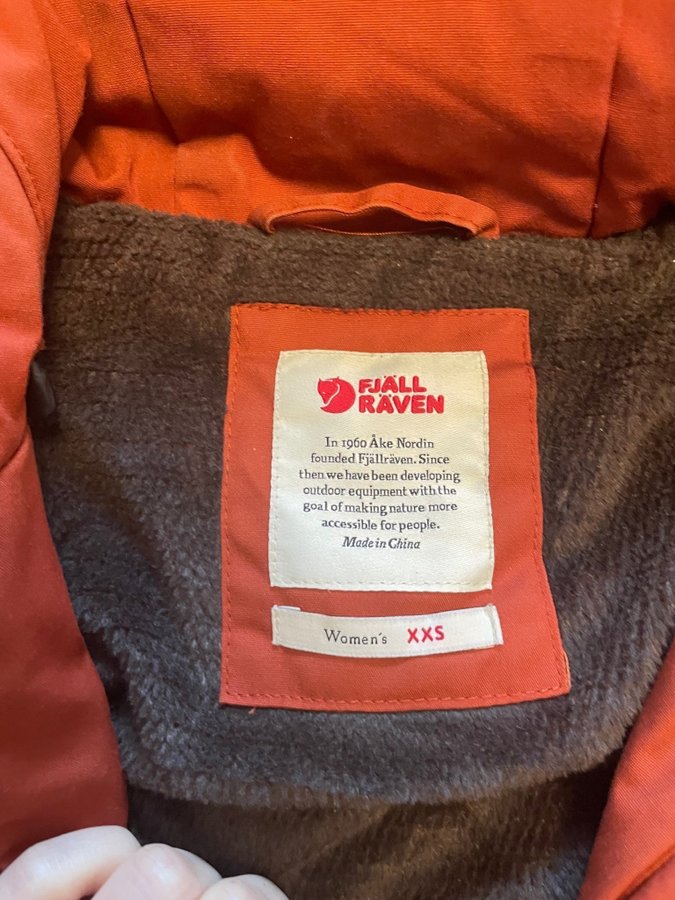 FJÄLL
RÄVEN
In 1960 Åke Nordin
founded Fjällräven. Since
then we have been developing
outdoor equipment with the
goal of making nature more
accessible for people.
Made in China
Women's XXS